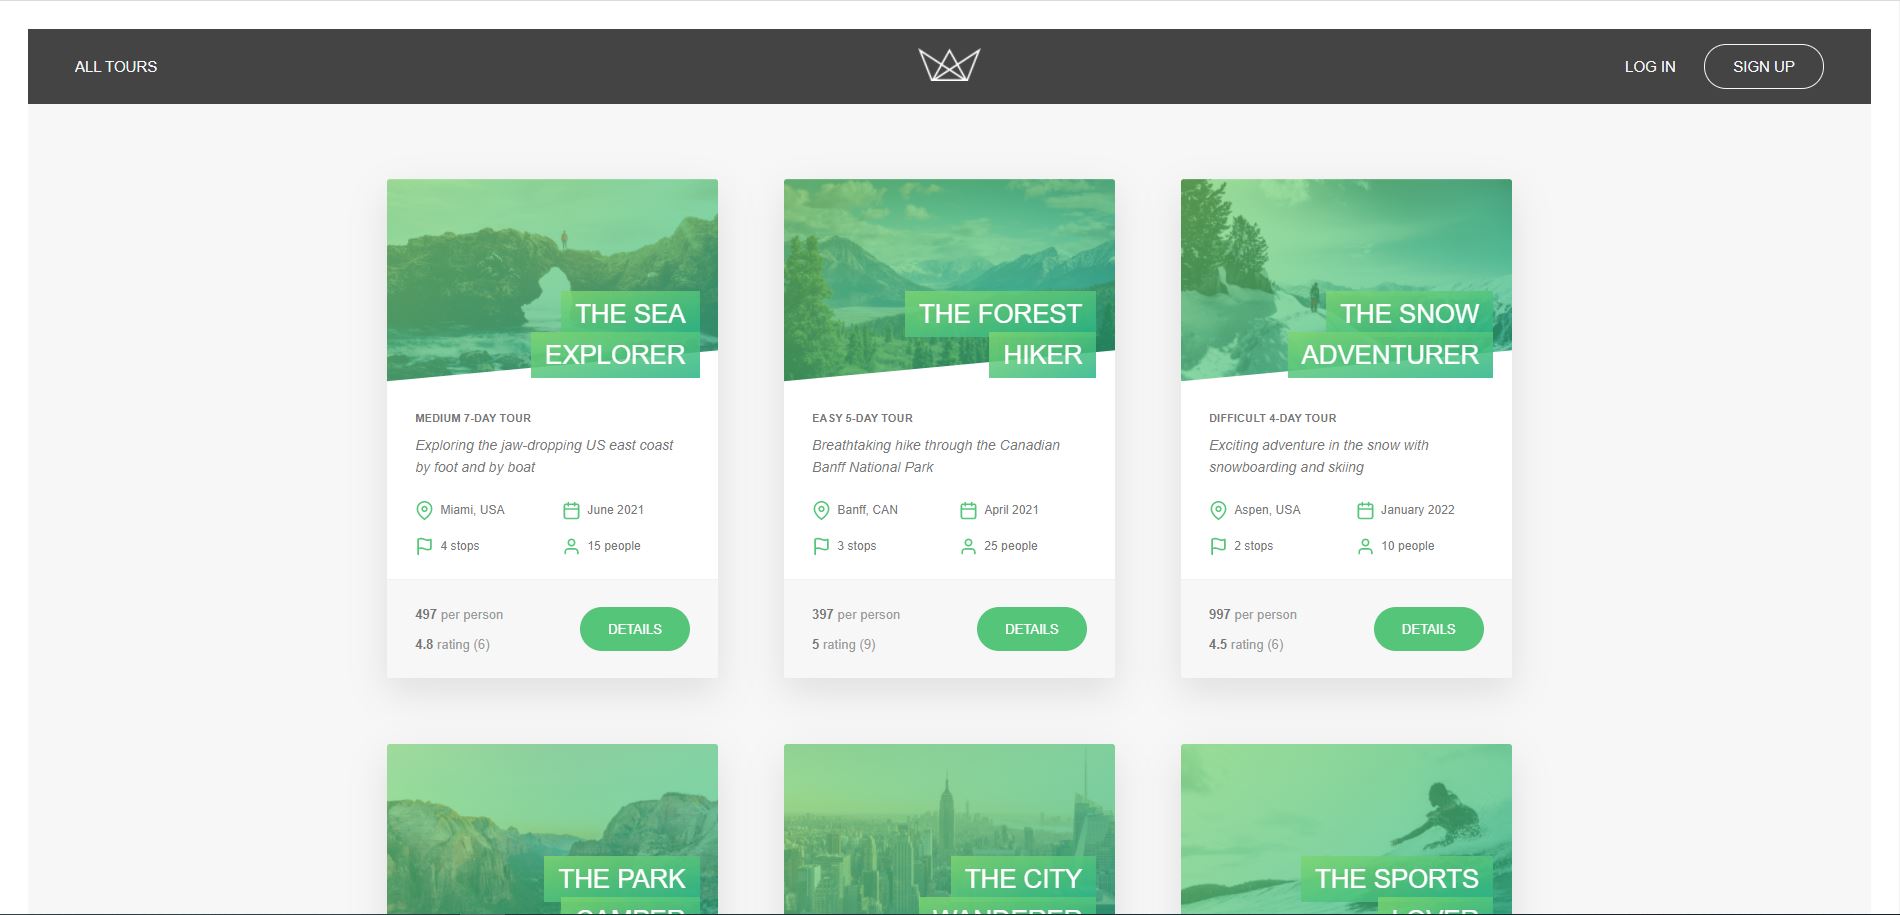 ALL TOURS
LOG IN
SIGN UP
THE SEA
EXPLORER
MEDIUM 7-DAY TOUR
Exploring the jaw-dropping US east coast
by foot and by boat
Miami, USA
June 2021
4 stops
15 people
497 per person
4.8 rating (6)
DETAILS
THE FOREST
HIKER
EASY 5-DAY TOUR
Breathtaking hike through the Canadian
Banff National Park
Banff, CAN
April 2021
3 stops
25 people
397 per person
5 rating (9)
DETAILS
THE SNOW
ADVENTURER
DIFFICULT 4-DAY TOUR
Exciting adventure in the snow with
snowboarding and skiing
Aspen, USA
January 2022
2 stops
10 people
997 per person
4.5 rating (6)
DETAILS
THE PARK
CAMPER
THE CITY
WANDERER
THE SPORTS
LOVER